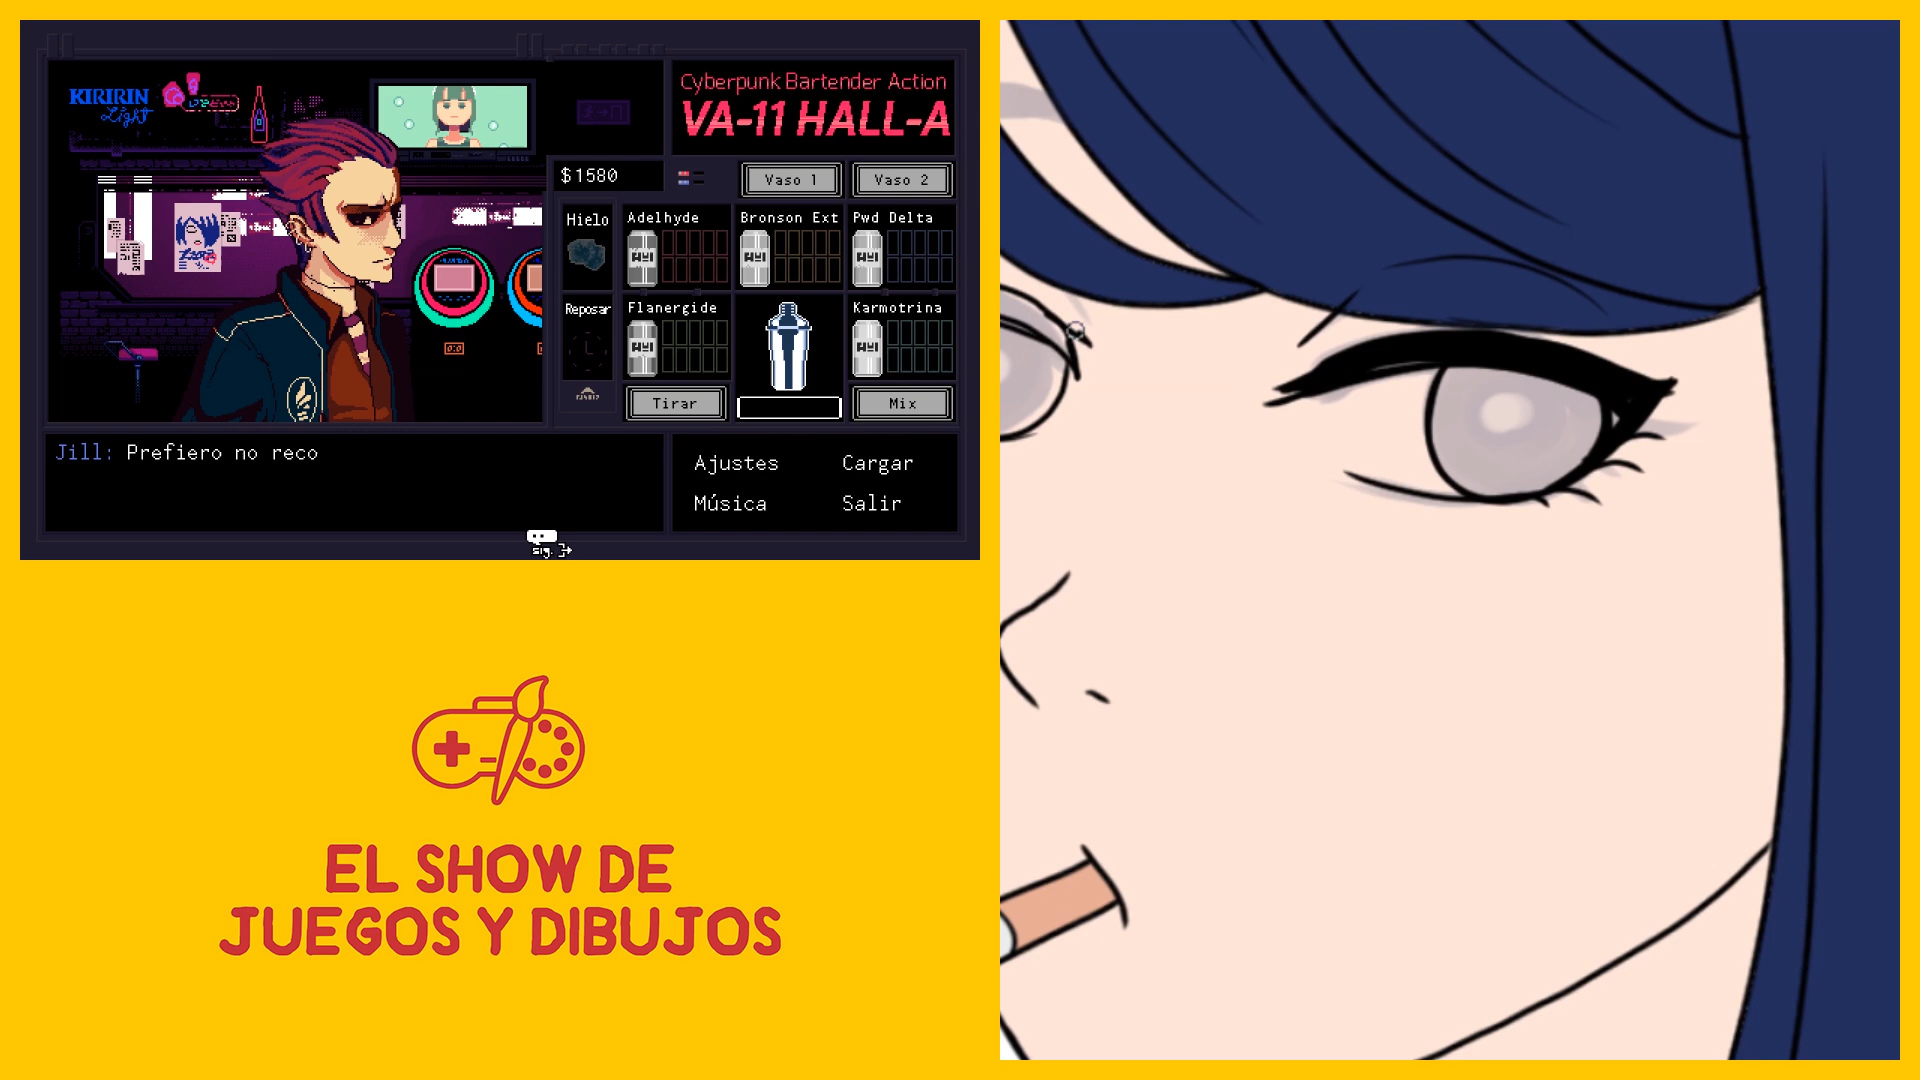 KIRIRIN
Light
Cyberpunk Bartender Action
VA-11 HALL-A
$1580
Vaso 1
Vaso 2
Hielo
Adelhyde
Bronson Ext
Pwd Delta
Reposar
Flanergide
Karmotrina
Tirar
Mix
Jill: Prefiero no reco
Ajustes
Cargar
Música
Salir
sig.
EL SHOW DE
JUEGOS Y DIBUJOS